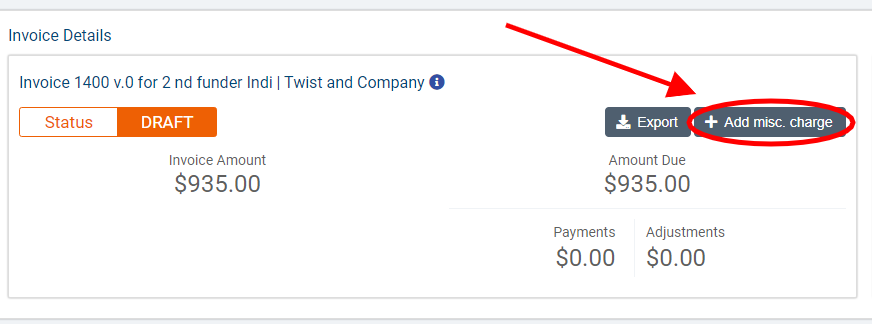 Invoice Details
Invoice 1400 v.0 for 2 nd funder Indi | Twist and Company
Status DRAFT Export Add misc. charge
Invoice Amount Amount Due
$935.00 $935.00
Payments Adjustments
$0.00 $0.00